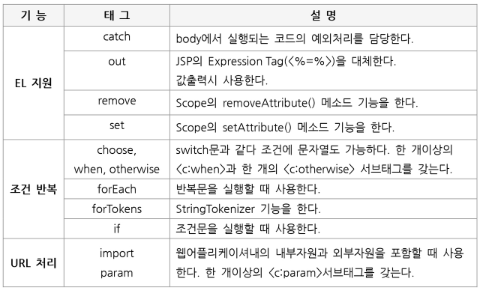 기 능 태 그 설 명
EL 지원
catch body에서 실행되는 코드의 예외처리를 담당한다.
out JSP의 Expression Tag(<%=%>)을 대체한다.
값출력시 사용한다.
remove Scope의 removeAttribute() 메소드 기능을 한다.
set Scope의 setAttribute() 메소드 기능을 한다.
조건 반복
choose, switch문과 같다 조건에 문자열도 가능하다. 한 개이상의
when, otherwise <c:when>과 한 개의 <c:otherwise> 서브태그를 갖는다.
forEach 반복문을 실행할 때 사용한다.
forTokens StringTokenizer 기능을 한다.
if 조건문을 실행할 때 사용한다.
URL 처리
import 웹어플리케이셔내의 내부자원과 외부자원을 포함할 때 사용
param 한다. 한 개이상의 <c:param>서브태그를 갖는다.